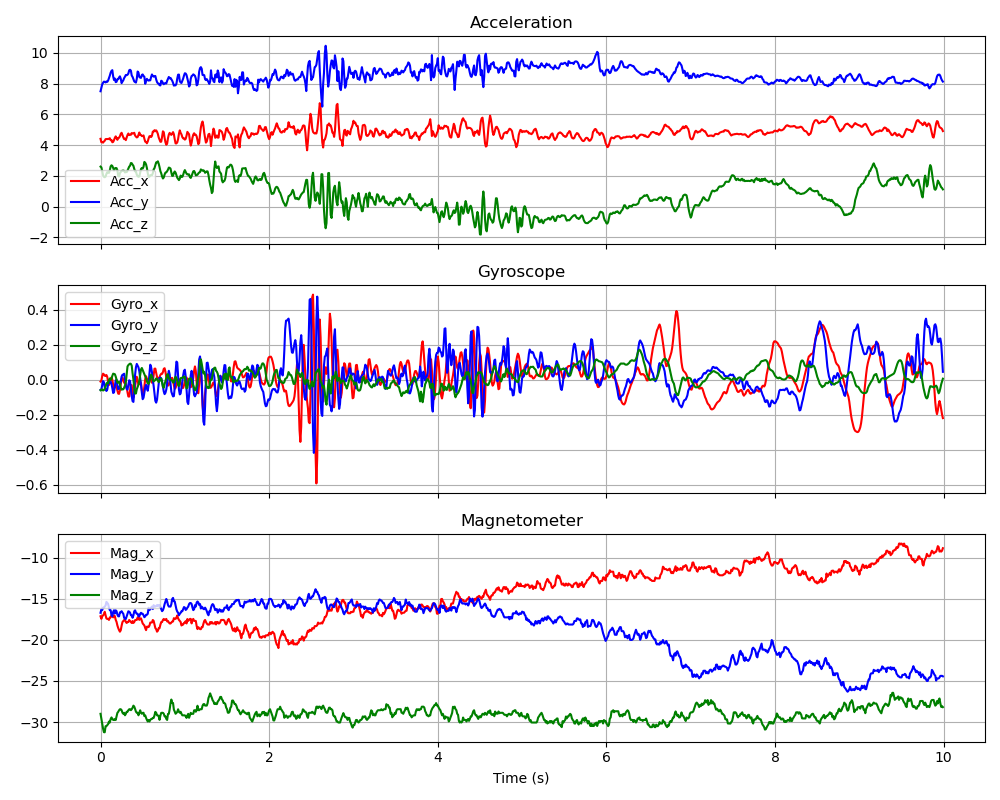 Acceleration
10
8
6
4
2
0
−2
Acc_x
Acc_y
Acc_z
Gyroscope
0.4
0.2
0.0
−0.2
−0.4
−0.6
Gyro_x
Gyro_y
Gyro_z
Magnetometer
−10
−15
−20
−25
−30
Mag_x
Mag_y
Mag_z
0 2 4 6 8 10
Time (s)